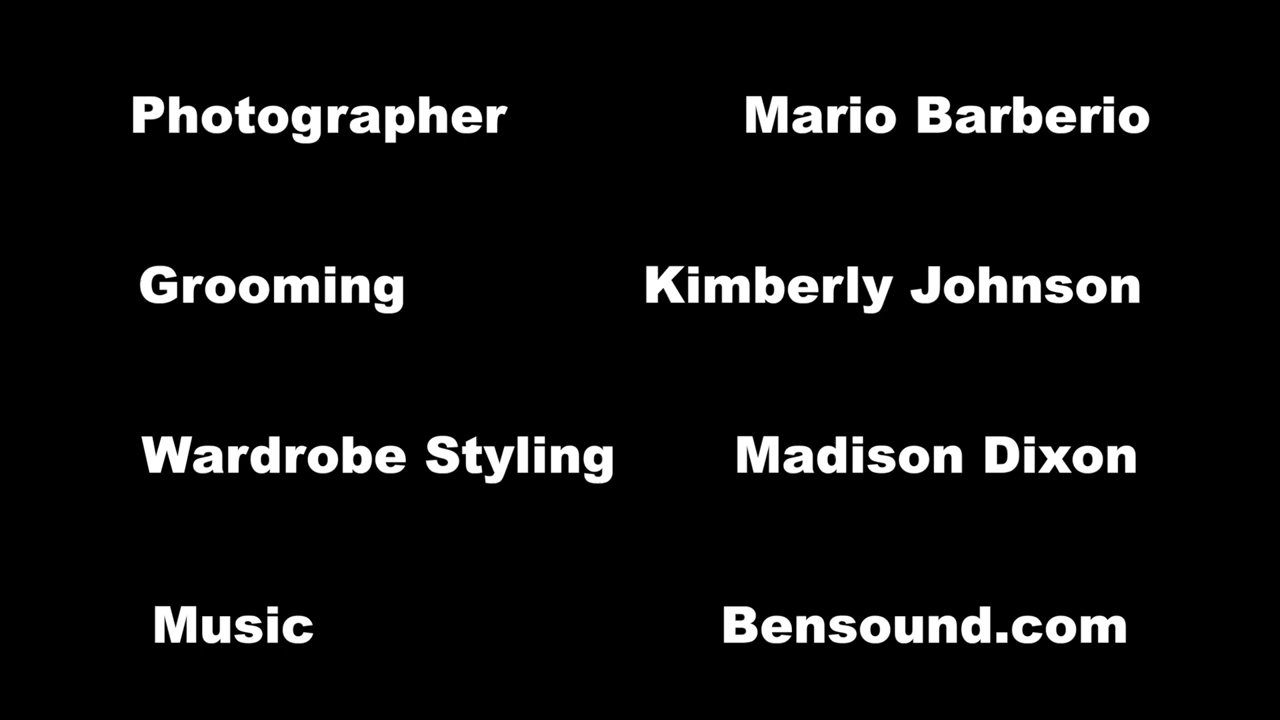 Photographer Mario Barberio
Grooming Kimberly Johnson
Wardrobe Styling Madison Dixon
Music Bensound.com